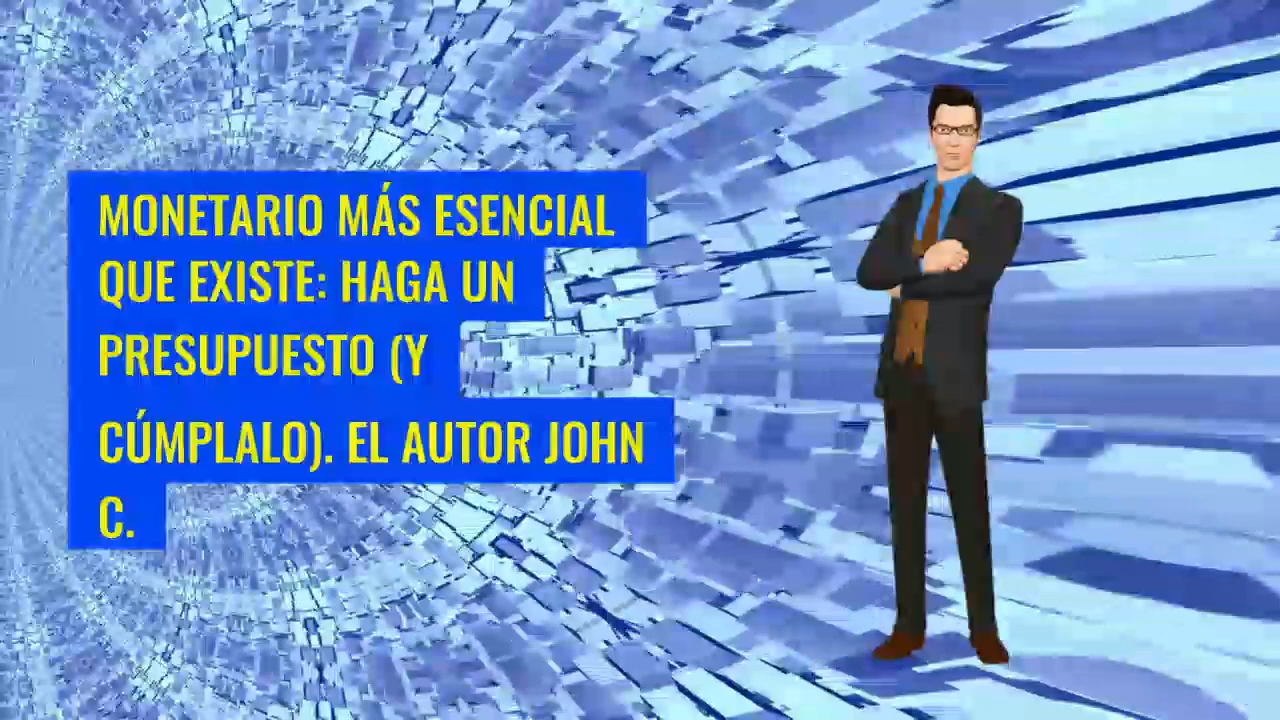 MONETARIO MÁS ESENCIAL
QUE EXISTE: HAGA UN
PRESUPUESTO (Y
CÚMPLALO). EL AUTOR JOHN
C.